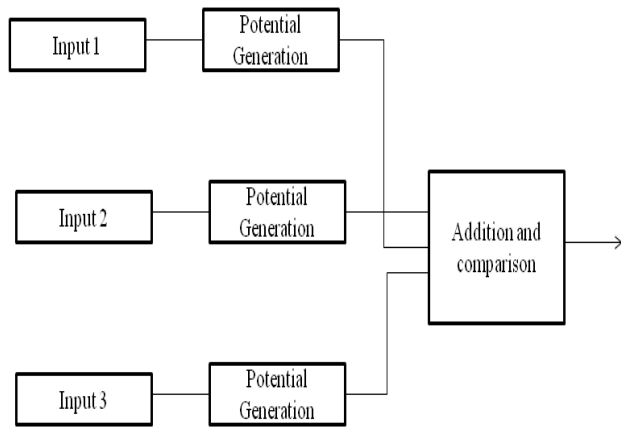 Input 1
Potential
Generation
Input 2
Potential
Generation
Addition and
comparison
Input 3
Potential
Generation